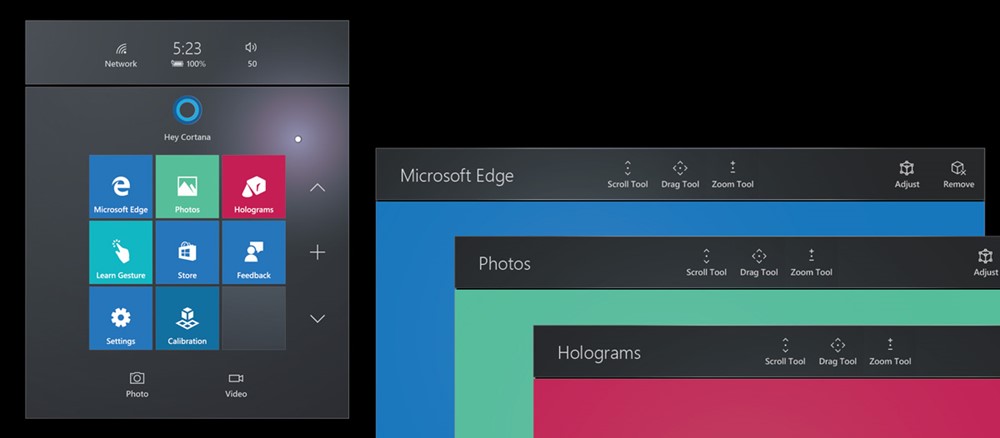 5:23
Network
100%
50
Hey Cortana
Microsoft Edge
Photos
Holograms
Learn Gesture
Store
Feedback
Settings
Calibration
Photo
Video
Microsoft Edge
Scroll Tool
Drag Tool
Zoom Tool
Adjust
Remove
Photos
Scroll Tool
Drag Tool
Zoom Tool
Adjust
Holograms
Scroll Tool
Drag Tool
Zoom Tool